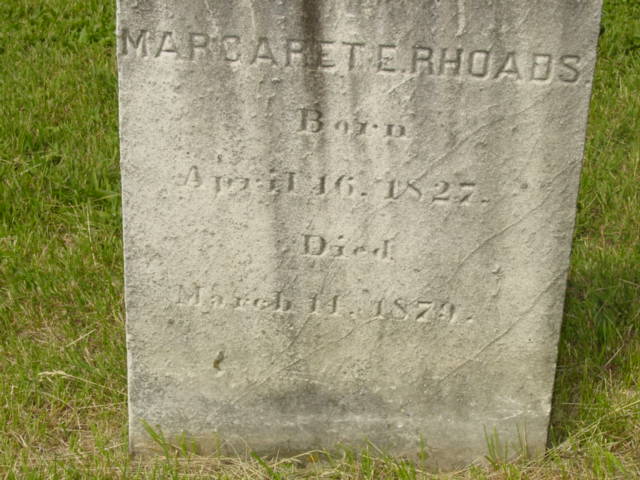 MARGARET E. RHOADS.
Born
April 16, 1827.
Died
March 11, 1879.